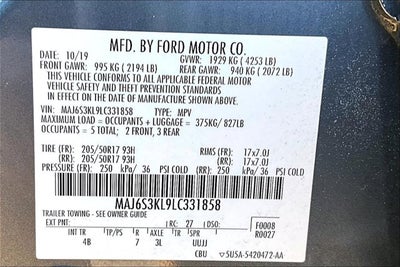 MFD. BY FORD MOTOR CO.
DATE: 10/19 GVWR: 1929 KG ( 4253 LB)
FRONT GAWR: 995 KG ( 2194 LB) REAR GAWR: 940 KG ( 2072 LB)
THIS VEHICLE CONFORMS TO ALL APPLICABLE FEDERAL MOTOR
VEHICLE SAFETY AND THEFT PREVENTION STANDARDS
IN EFFECT ON THE DATE OF MANUFACTURE SHOWN ABOVE.
VIN: MAJ6S3KL9LC331858 TYPE: MPV
MAXIMUM LOAD = OCCUPANTS + LUGGAGE = 375KG/ 827LB
OCCUPANTS = 5 TOTAL; 2 FRONT, 3 REAR
TIRE (FR): 205/50R17 93H RIMS (FR): 17x7.0J
(RR): 205/50R17 93H (RR): 17x7.0J
PRESSURE (FR): 250 kPa/ 36 PSI COLD (RR): 250 kPa/ 36 PSI COLD
MAJ6S3KL9LC331858
TRAILER TOWING - SEE OWNER GUIDE
EXT PNT: RC: 27 DSO: F0008
R0027
INT TR TP/PS R AXLE TR SPR
4B 7 3L UUJJ
CBU 5U5A-5420472-AA